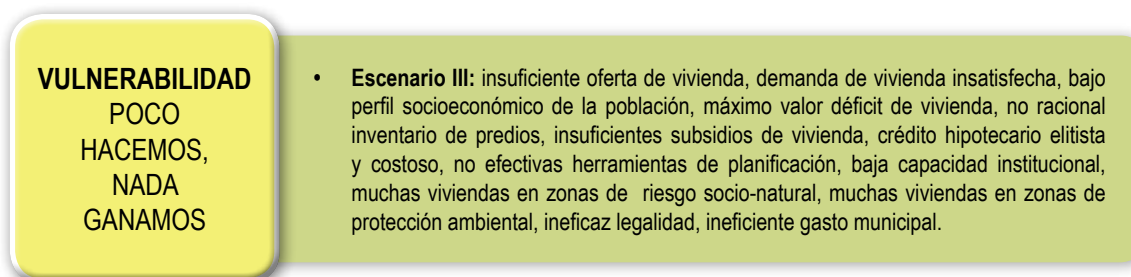 VULNERABILIDAD
POCO
HACEMOS,
NADA
GANAMOS
• Escenario III: insuficiente oferta de vivienda, demanda de vivienda insatisfecha, bajo
perfil socioeconómico de la población, máximo valor déficit de vivienda, no racional
inventario de predios, insuficientes subsidios de vivienda, crédito hipotecario elitista
y costoso, no efectivas herramientas de planificación, baja capacidad institucional,
muchas viviendas en zonas de riesgo socio-natural, muchas viviendas en zonas de
protección ambiental, ineficaz legalidad, ineficiente gasto municipal.